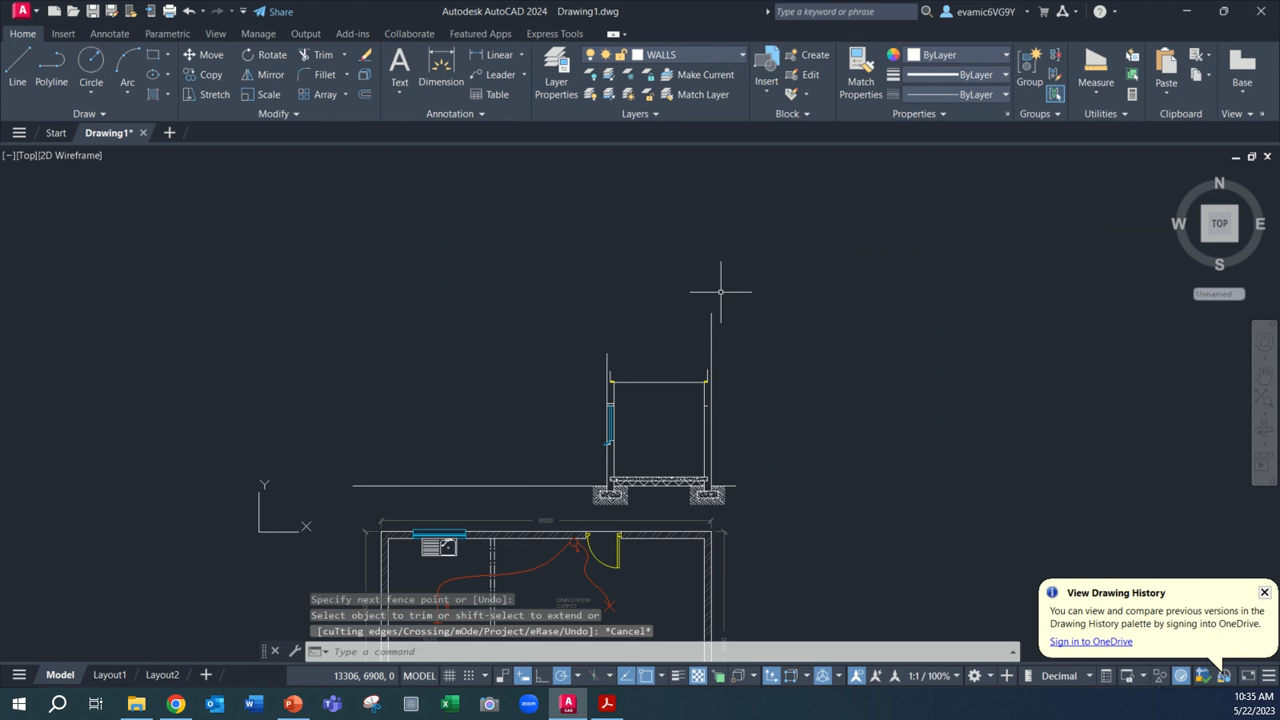 Share
Autodesk AutoCAD 2024 Drawing1.dwg
Type a keyword or phrase
evamic6VG9Y
Home Insert Annotate Parametric View Manage Output Add-ins Collaborate Featured Apps Express Tools
Line Polyline Circle Arc
Move Rotate Trim
Copy Mirror Fillet
Stretch Scale Array
Text Dimension
Linear
Leader
Table
Layer Properties
WALLS
Make Current
Match Layer
Insert
Create
Edit
Match Properties
ByLayer
ByLayer
ByLayer
Group
Measure
Paste
Base
Draw Modify Annotation Layers Block Properties Groups Utilities Clipboard View
Start Drawing1*
[−][Top][2D Wireframe]
N
W TOP E
S
Unnamed
Y
X
DINING ROOM
CARPET
Specify next fence point or [Undo]:
Select object to trim or shift-select to extend or
[cuTting edges/Crossing/mOde/Project/eRase/Undo]: *Cancel*
Type a command
View Drawing History
You can view and compare previous versions in the
Drawing History palette by signing into OneDrive.
Sign in to OneDrive
Model Layout1 Layout2
13306, 6908, 0 MODEL
1:1 / 100%
Decimal
10:35 AM
5/22/2023